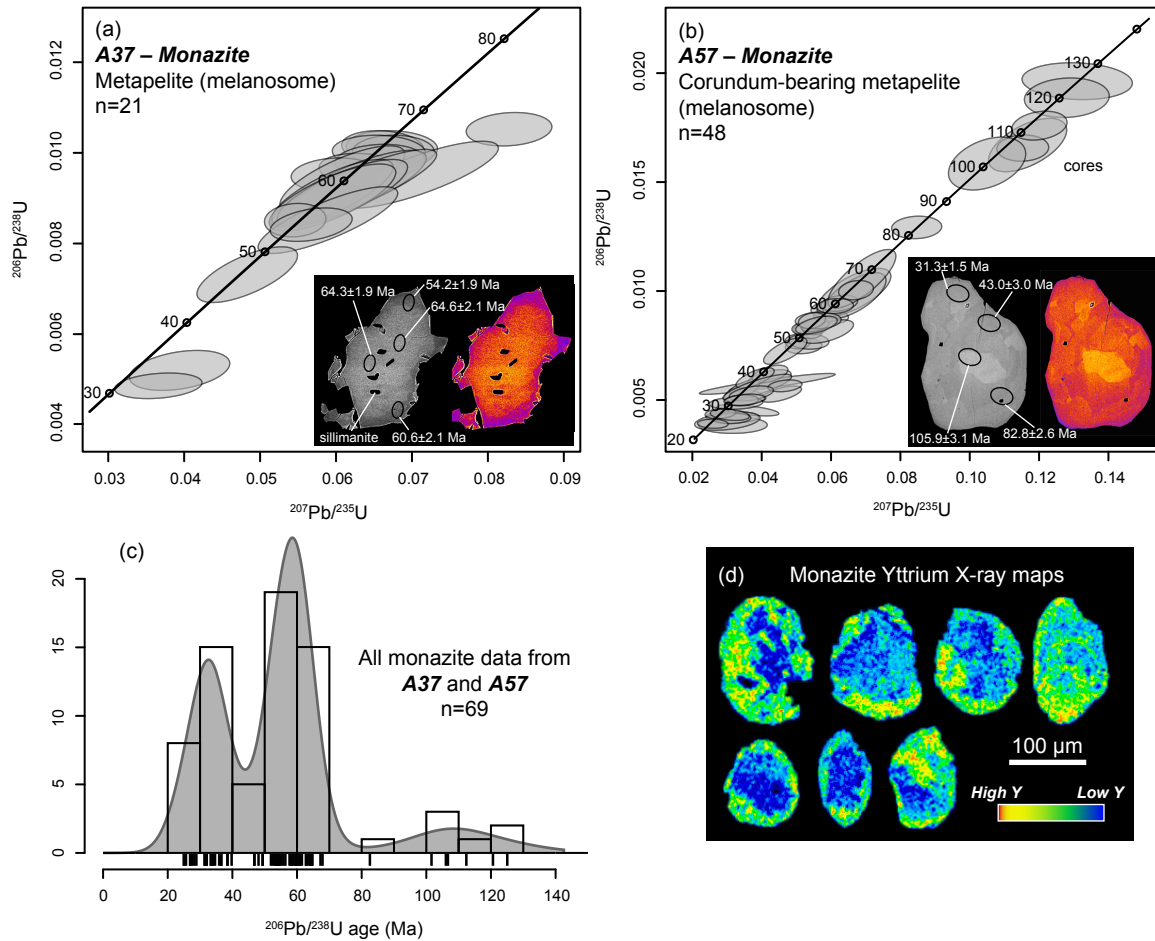 (a)
A37 – Monazite
Metapelite (melanosome)
n=21
206Pb/238U
0.004 0.006 0.008 0.010 0.012
30 40 50 60 70 80
64.3±1.9 Ma
54.2±1.9 Ma
64.6±2.1 Ma
sillimanite
60.6±2.1 Ma
0.03 0.04 0.05 0.06 0.07 0.08 0.09
207Pb/235U
(b)
A57 – Monazite
Corundum-bearing metapelite
(melanosome)
n=48
206Pb/238U
0.005 0.010 0.015 0.020
20 30 40 50 60 70 80 90 100 110 120 130
cores
31.3±1.5 Ma
43.0±3.0 Ma
105.9±3.1 Ma
82.8±2.6 Ma
0.02 0.04 0.06 0.08 0.10 0.12 0.14
207Pb/235U
(c)
All monazite data from
A37 and A57
n=69
0 5 10 15 20
0 20 40 60 80 100 120 140
206Pb/238U age (Ma)
(d)
Monazite Yttrium X-ray maps
100 µm
High Y
Low Y